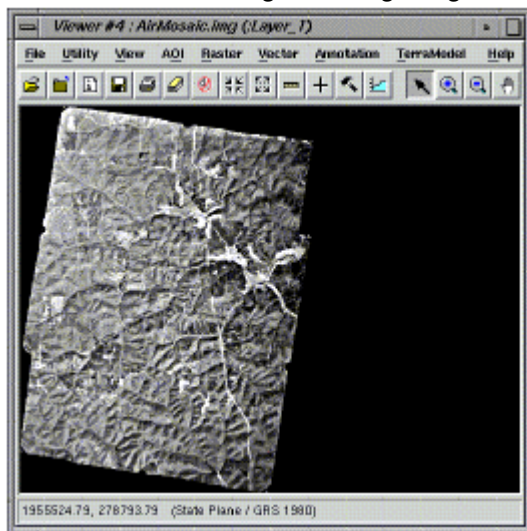 Viewer #4 : AirMosaic.img (:Layer_1)
File Utility View AOI Raster Vector Annotation TerraModel Help
1955524.79, 278793.79 (State Plane / GRS 1980)